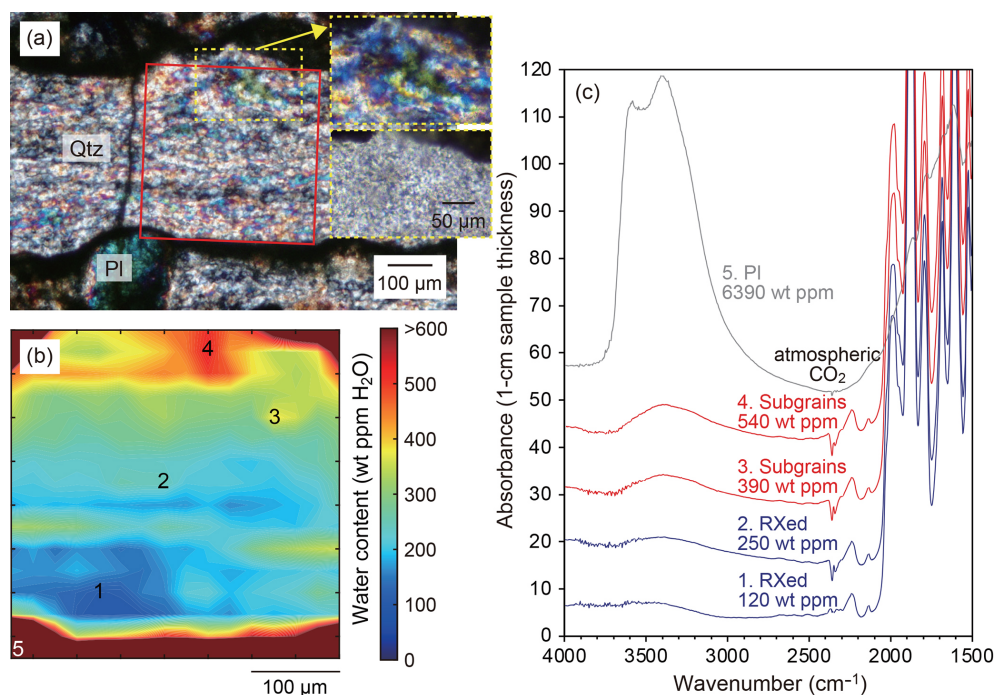 (a)
Qtz
Pl
50 µm
100 µm
(b)
4
3
2
1
5
100 µm
>600
500
400
300
200
100
0
Water content (wt ppm H₂O)
(c)
Absorbance (1-cm sample thickness)
120
110
100
90
80
70
60
50
40
30
20
10
0
5. Pl
6390 wt ppm
atmospheric
CO₂
4. Subgrains
540 wt ppm
3. Subgrains
390 wt ppm
2. RXed
250 wt ppm
1. RXed
120 wt ppm
4000
3500
3000
2500
2000
1500
Wavenumber (cm⁻¹)